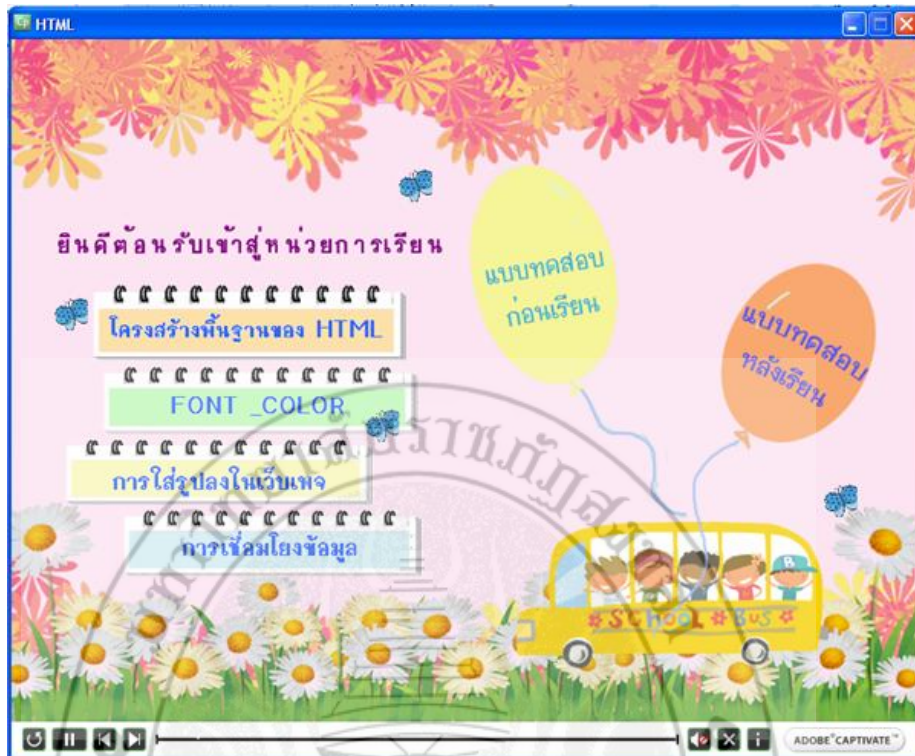 HTML
ยินดีต้อนรับเข้าสู่หน่วยการเรียน
แบบทดสอบ
ก่อนเรียน
แบบทดสอบ
หลังเรียน
โครงสร้างพื้นฐานของ HTML
FONT _COLOR
การใส่รูปลงในเว็บเพจ
การเชื่อมโยงข้อมูล
B
SCHOOL BUS
ADOBE CAPTIVATE™